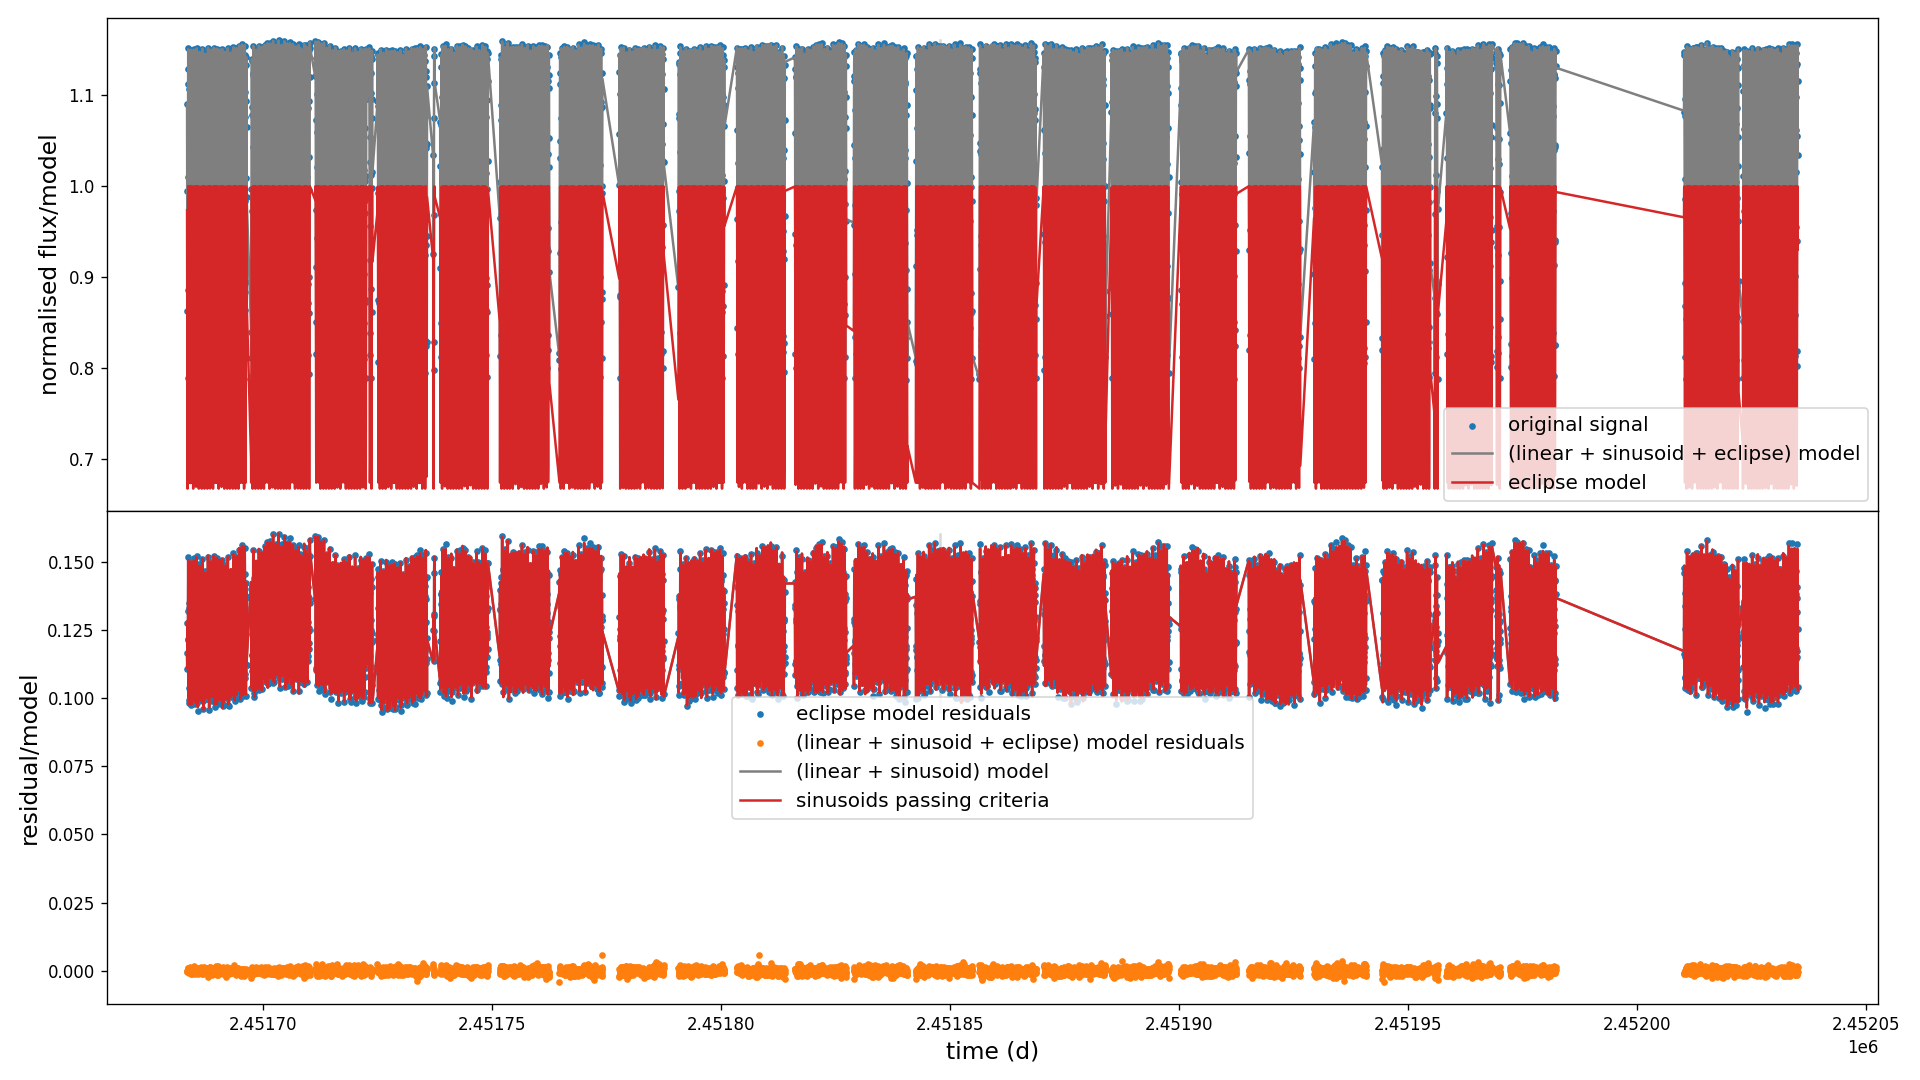 normalised flux/model
1.1
1.0
0.9
0.8
0.7
original signal
(linear + sinusoid + eclipse) model
eclipse model
residual/model
0.150
0.125
0.100
0.075
0.050
0.025
0.000
eclipse model residuals
(linear + sinusoid + eclipse) model residuals
(linear + sinusoid) model
sinusoids passing criteria
2.45170 2.45175 2.45180 2.45185 2.45190 2.45195 2.45200 2.45205
1e6
time (d)